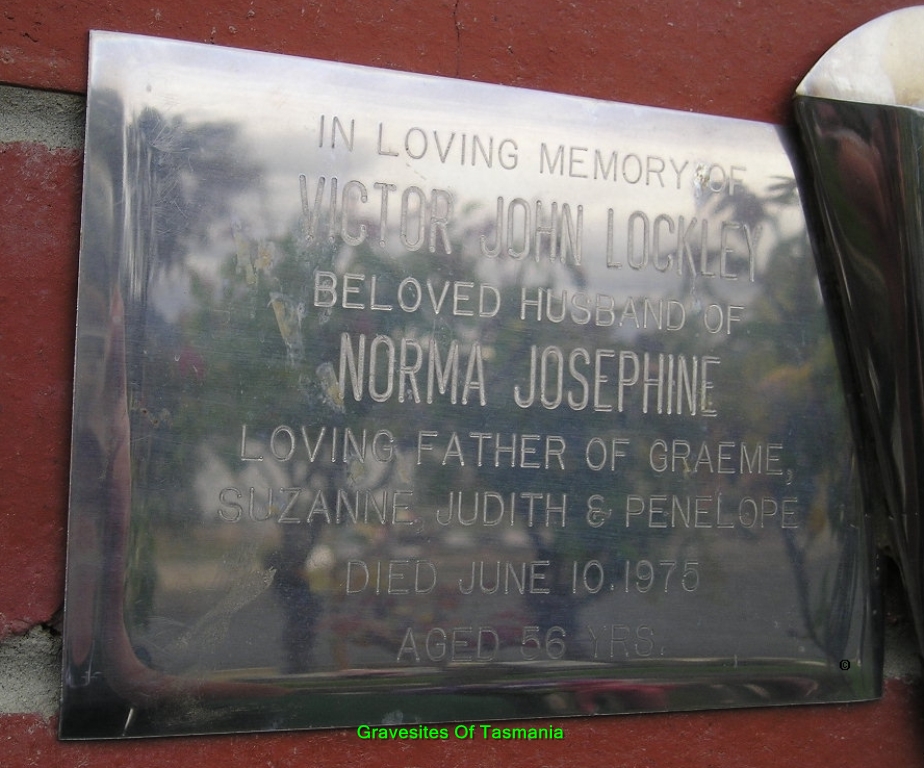 IN LOVING MEMORY OF
VICTOR JOHN LOCKLEY
BELOVED HUSBAND OF
NORMA JOSEPHINE
LOVING FATHER OF GRAEME,
SUZANNE, JUDITH & PENELOPE
DIED JUNE 10, 1975
AGED 56 YRS.
©
Gravesites Of Tasmania